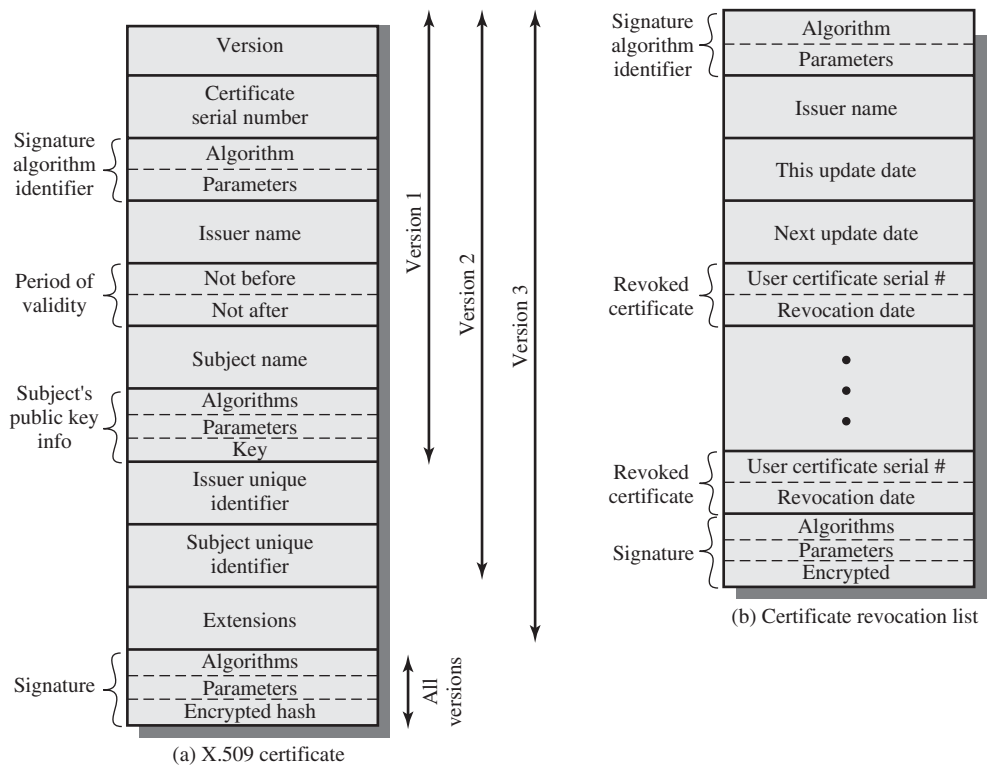 Version
Certificate
serial number
Signature
algorithm
identifier
Algorithm
Parameters
Issuer name
Period of
validity
Not before
Not after
Subject name
Subject's
public key
info
Algorithms
Parameters
Key
Issuer unique
identifier
Subject unique
identifier
Extensions
Signature
Algorithms
Parameters
Encrypted hash
Version 1
Version 2
Version 3
All
versions
(a) X.509 certificate
Signature
algorithm
identifier
Algorithm
Parameters
Issuer name
This update date
Next update date
Revoked
certificate
User certificate serial #
Revocation date
Revoked
certificate
User certificate serial #
Revocation date
Signature
Algorithms
Parameters
Encrypted
(b) Certificate revocation list